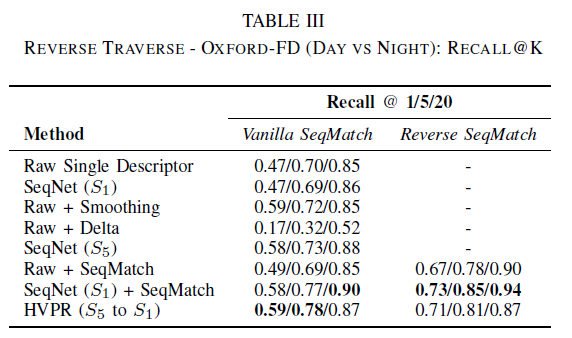 TABLE III
REVERSE TRAVERSE - OXFORD-FD (DAY VS NIGHT): RECALL@K
Recall @ 1/5/20
Method Vanilla SeqMatch Reverse SeqMatch
Raw Single Descriptor 0.47/0.70/0.85 -
SeqNet (S1) 0.47/0.69/0.86 -
Raw + Smoothing 0.59/0.72/0.85 -
Raw + Delta 0.17/0.32/0.52 -
SeqNet (S5) 0.58/0.73/0.88 -
Raw + SeqMatch 0.49/0.69/0.85 0.67/0.78/0.90
SeqNet (S1) + SeqMatch 0.58/0.77/0.90 0.73/0.85/0.94
HVPR (S5 to S1) 0.59/0.78/0.87 0.71/0.81/0.87